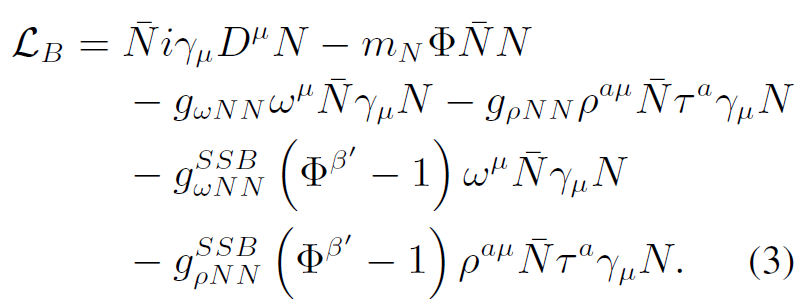 𝓛_B = N̄iγ_μD^μN − m_NΦN̄N
− g_{ωNN}ω^μN̄γ_μN − g_{ρNN}ρ^{aμ}N̄τ^aγ_μN
− g^{SSB}_{ωNN}(Φ^{β′} − 1)ω^μN̄γ_μN
− g^{SSB}_{ρNN}(Φ^{β′} − 1)ρ^{aμ}N̄τ^aγ_μN. (3)